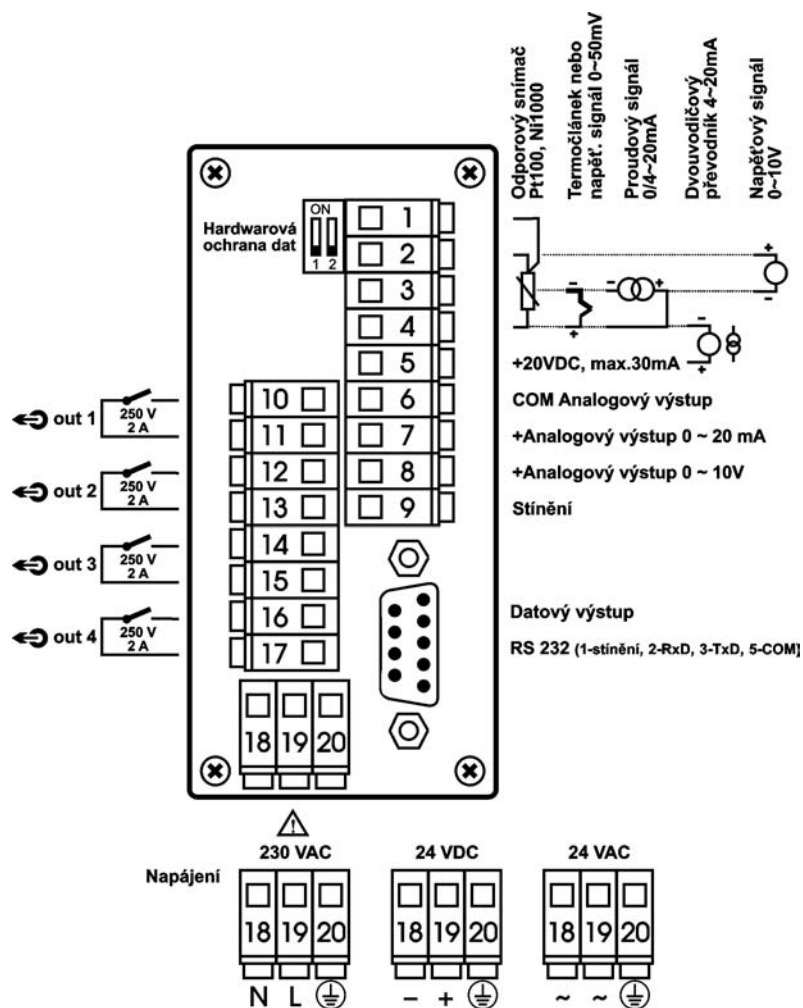 Odporový snímač
Pt100, Ni1000
Termočlánek nebo
napěť. signál 0~50mV
Proudový signál
0/4~20mA
Dvouvodičový
převodník 4~20mA
Napěťový signál
0~10V
Hardwarová
ochrana dat
ON
1 2
1
2
3
4
5
6
7
8
9
+
-
- - +
+
-
+
+20VDC, max.30mA
COM Analogový výstup
+Analogový výstup 0 ~ 20 mA
+Analogový výstup 0 ~ 10V
Stínění
Datový výstup
RS 232 (1-stínění, 2-RxD, 3-TxD, 5-COM)
out 1
250 V
2 A
out 2
250 V
2 A
out 3
250 V
2 A
out 4
250 V
2 A
10
11
12
13
14
15
16
17
18 19 20
Napájení
230 VAC
18 19 20
N L
24 VDC
18 19 20
- +
24 VAC
18 19 20
~ ~